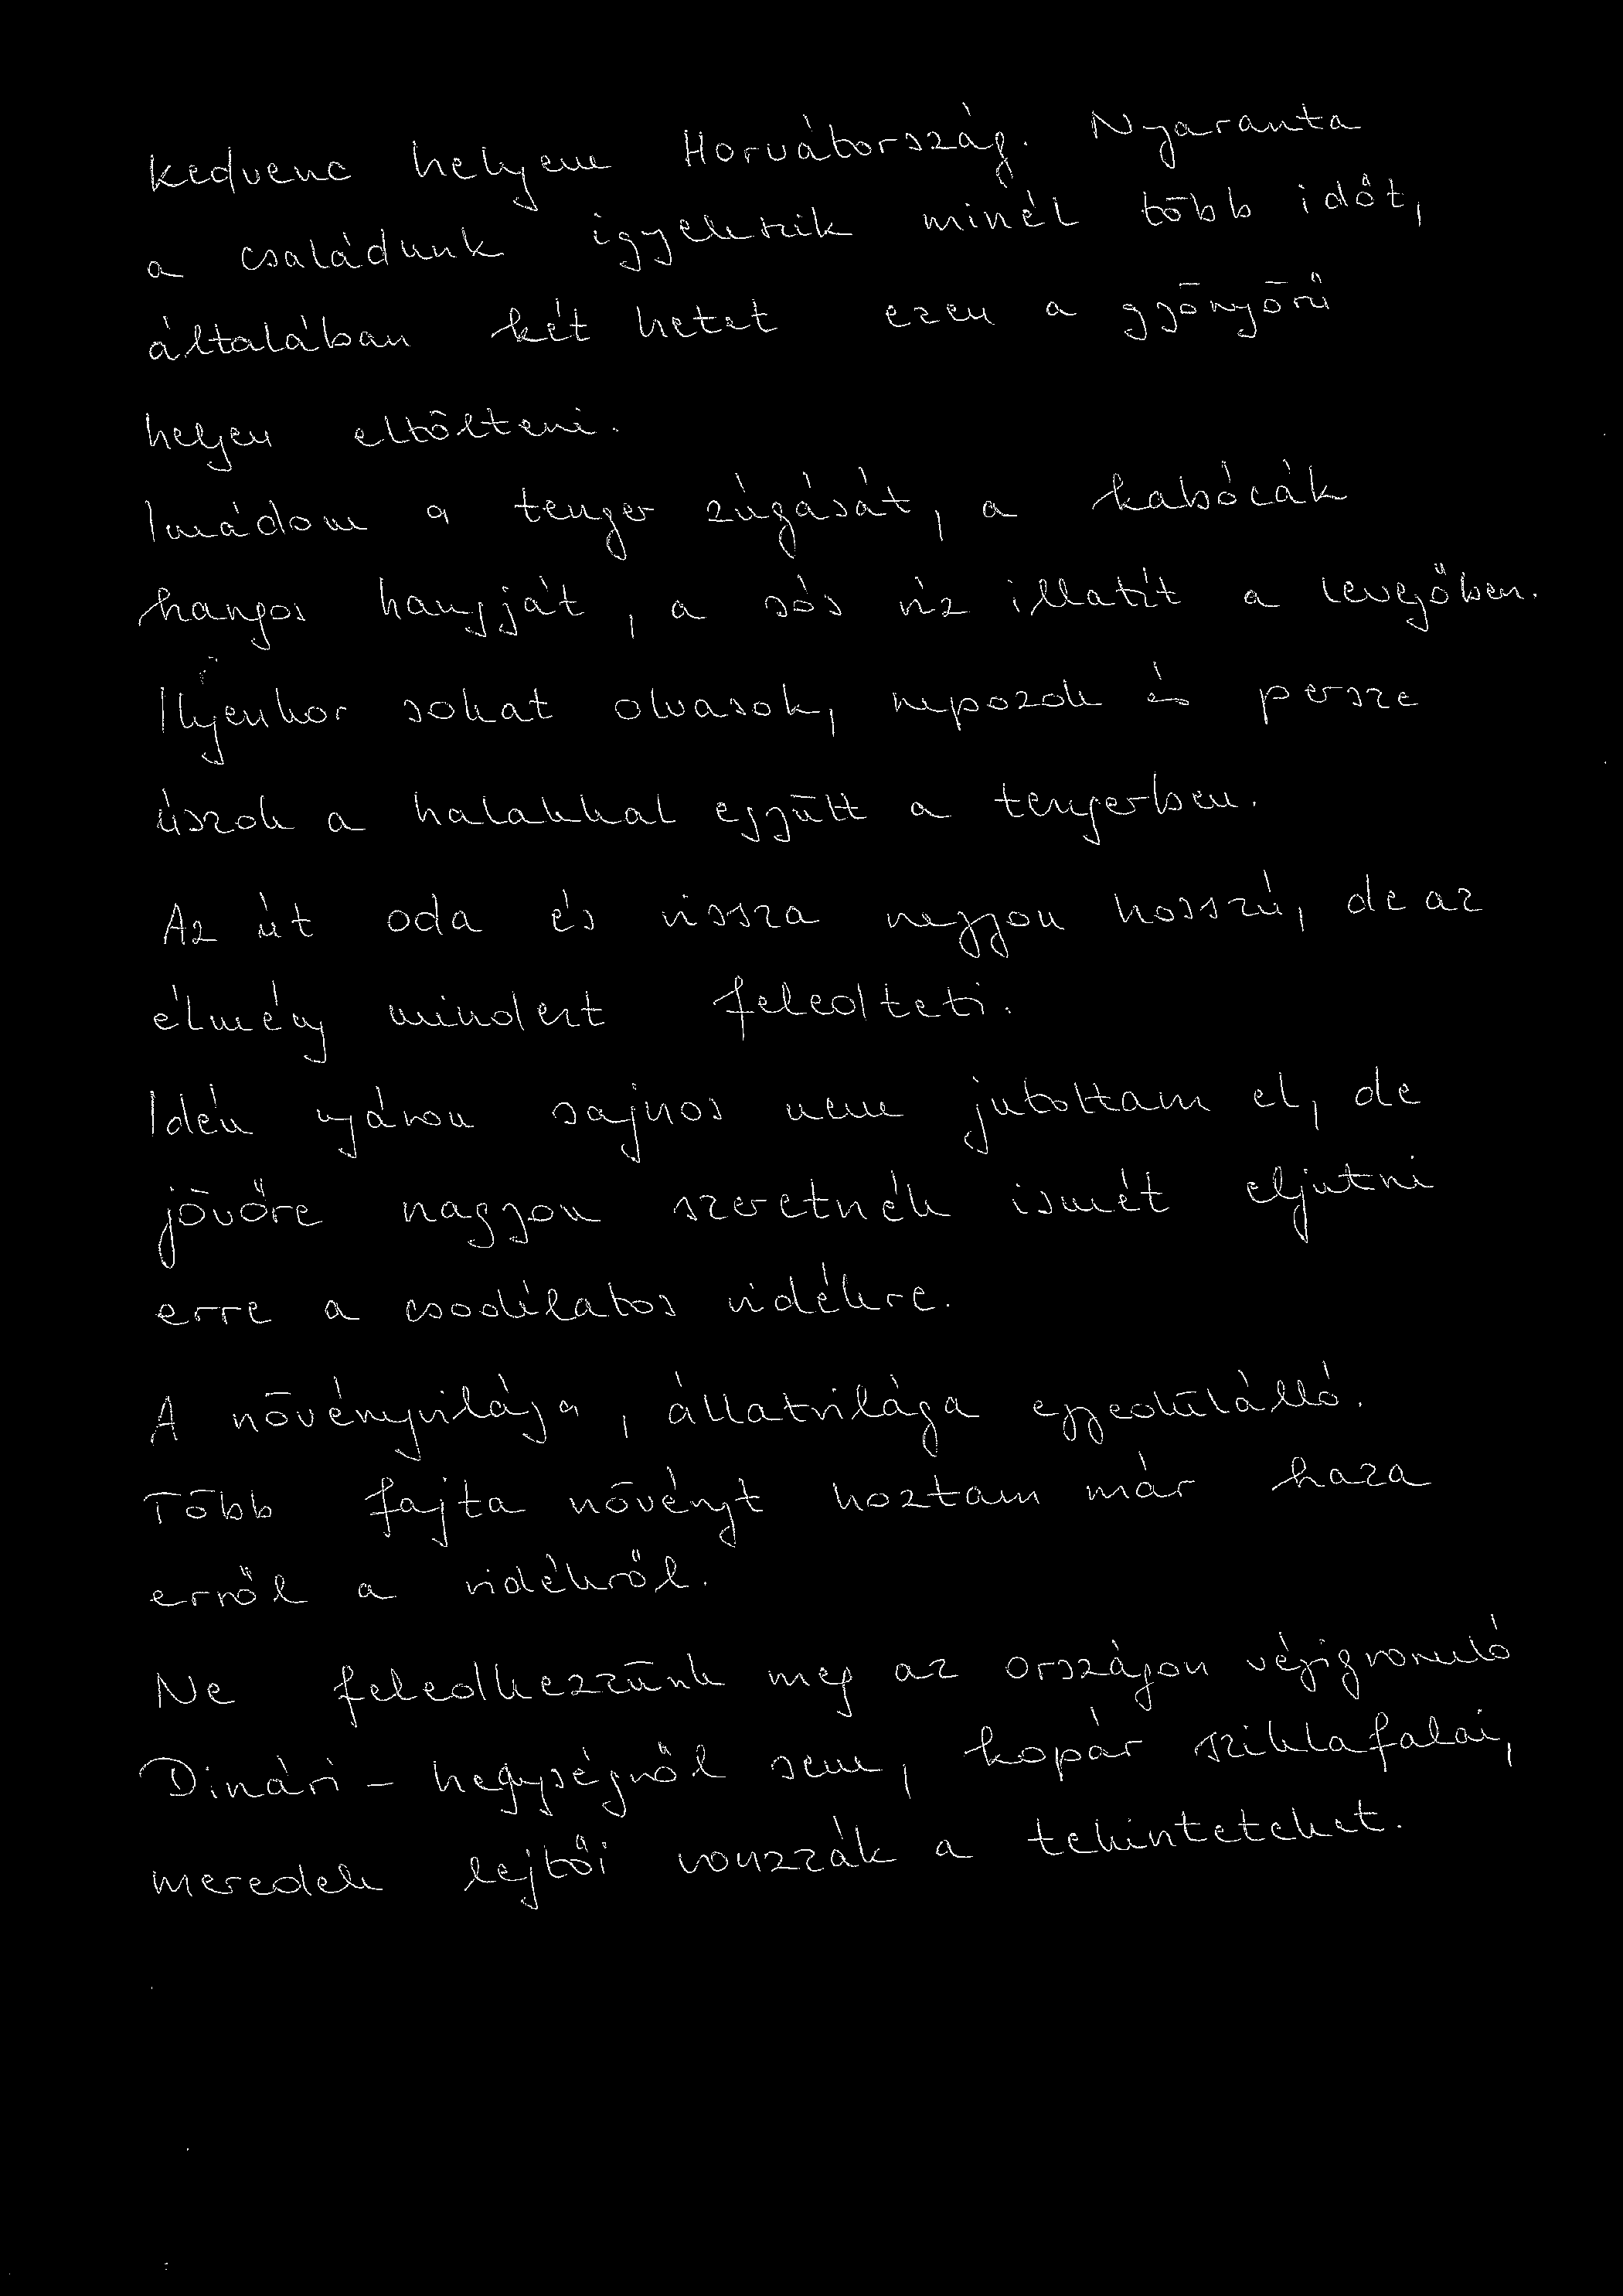 Kedvenc helyem Horvátország. Nyaranta
a családunk igyekszik minél több időt,
általában két hetet ezen a gyönyörű
helyen eltölteni.
Imádom a tenger zúgását, a kabócák
hangos hangját, a sós víz illatát a levegőben.
Ilyenkor sokat olvasok, napozok és persze
úszok a halakkal együtt a tengerben.
Az út oda és vissza nagyon hosszú, de az
élmény mindezt feledteti.
Idén nyáron sajnos nem jutottam el, de
jövőre nagyon szeretnék ismét eljutni
erre a csodálatos vidékre.
A növényvilága, állatvilága egyedülálló.
Több fajta növényt hoztam már haza
erről a vidékről.
Ne feledkezzünk meg az országon végigvonuló
Dinári-hegységről sem, kopár sziklafalai,
meredek lejtői vonzzák a tekinteteket.